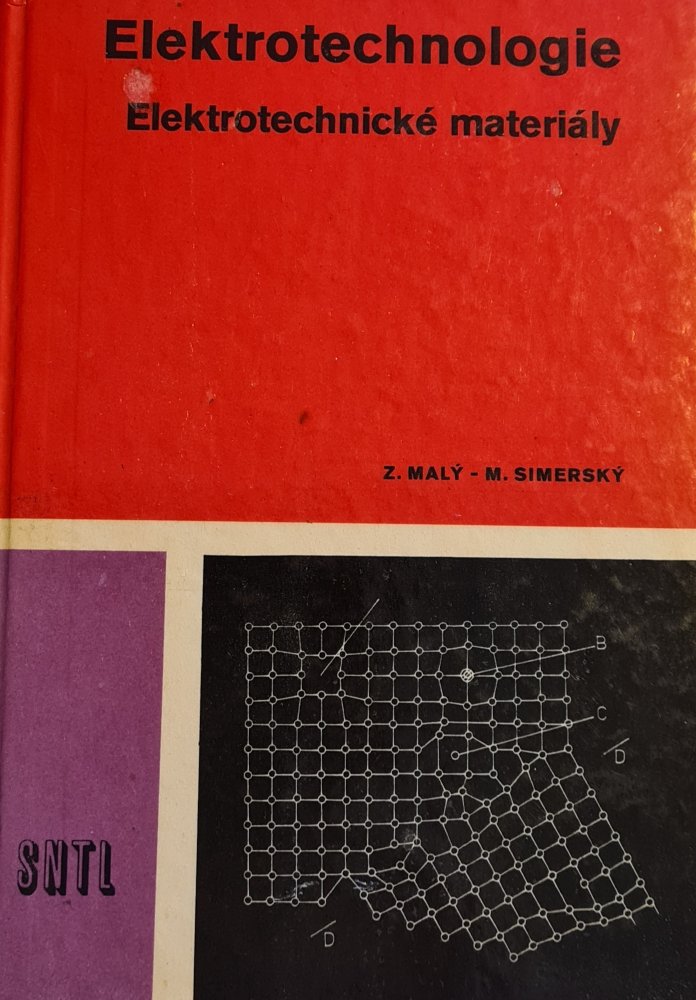 Elektrotechnologie
Elektrotechnické materiály
Z. MALÝ - M. SIMERSKÝ
B
C
D
SNTL
D